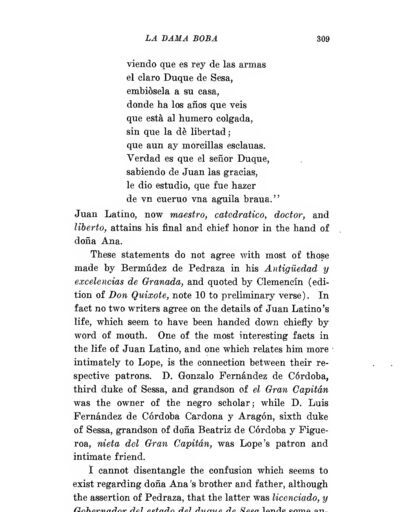 LA DAMA BOBA 309
viendo que es rey de las armas
el claro Duque de Sesa,
embiòsela a su casa,
donde ha los años que veis
que està al humero colgada,
sin que la dè libertad;
que aun ay morcillas esclauas.
Verdad es que el señor Duque,
sabiendo de Juan las gracias,
le dio estudio, que fue hazer
de vn cueruo vna aguila braua."
Juan Latino, now maestro, catedratico, doctor, and
liberto, attains his final and chief honor in the hand of
doña Ana.
These statements do not agree with most of those
made by Bermúdez de Pedraza in his Antigüedad y
excelencias de Granada, and quoted by Clemencín (edi-
tion of Don Quixote, note 10 to preliminary verse). In
fact no two writers agree on the details of Juan Latino's
life, which seem to have been handed down chiefly by
word of mouth. One of the most interesting facts in
the life of Juan Latino, and one which relates him more
intimately to Lope, is the connection between their re-
spective patrons. D. Gonzalo Fernández de Córdoba,
third duke of Sessa, and grandson of el Gran Capitán
was the owner of the negro scholar; while D. Luis
Fernández de Córdoba Cardona y Aragón, sixth duke
of Sessa, grandson of doña Beatriz de Córdoba y Figue-
roa, nieta del Gran Capitán, was Lope's patron and
intimate friend.
I cannot disentangle the confusion which seems to
exist regarding doña Ana's brother and father, although
the assertion of Pedraza, that the latter was licenciado, y
Gobernador del estado del duque de Sesa lends some au-